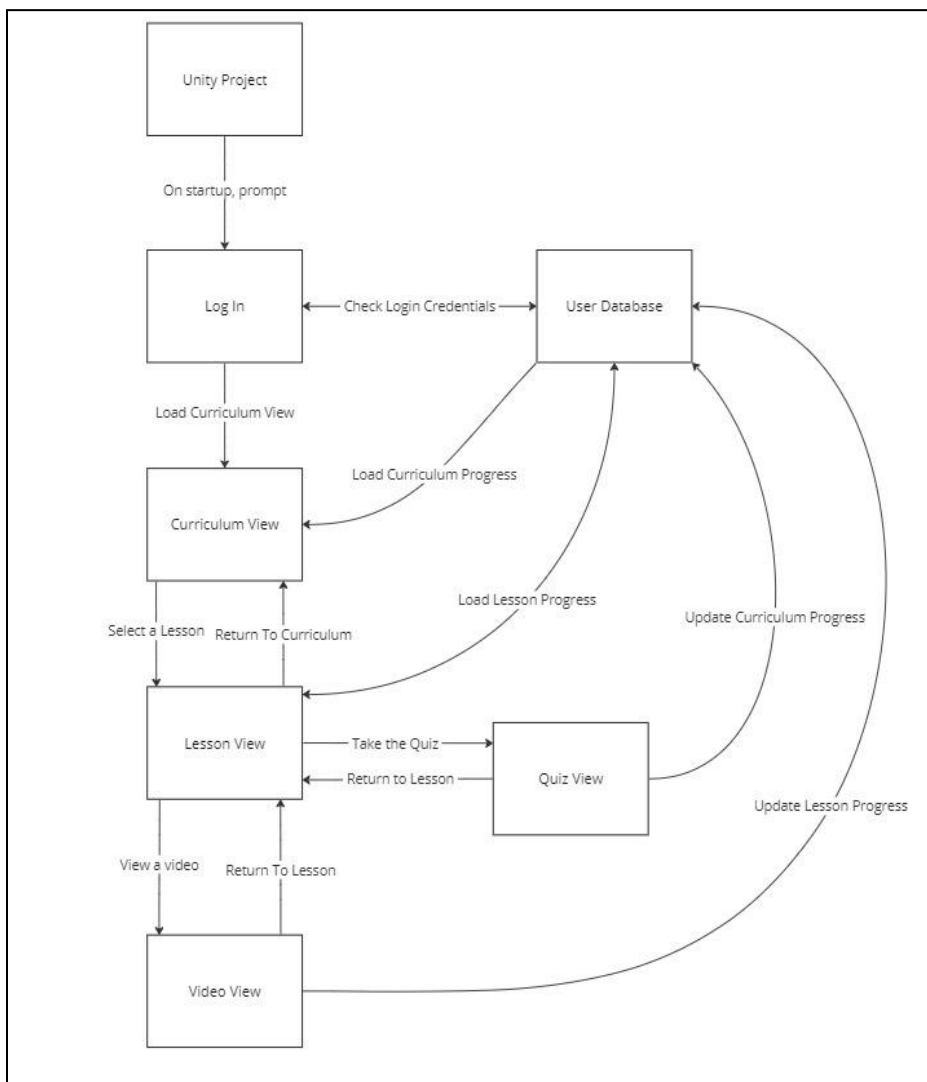 Unity Project
On startup, prompt
Log In
Check Login Credentials
User Database
Load Curriculum View
Load Curriculum Progress
Curriculum View
Load Lesson Progress
Update Curriculum Progress
Select a Lesson
Return To Curriculum
Lesson View
Take the Quiz
Return to Lesson
Quiz View
Update Lesson Progress
View a video
Return To Lesson
Video View